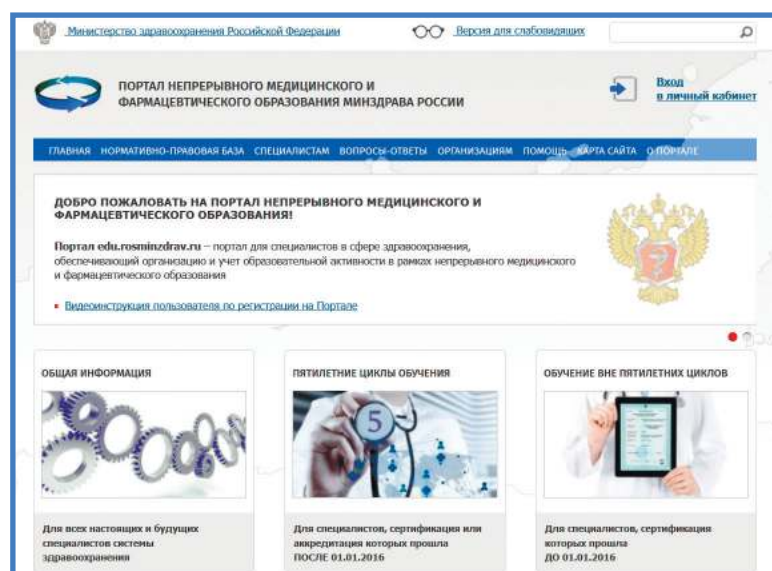 Министерство здравоохранения Российской Федерации
Версия для слабовидящих
ПОРТАЛ НЕПРЕРЫВНОГО МЕДИЦИНСКОГО И
ФАРМАЦЕВТИЧЕСКОГО ОБРАЗОВАНИЯ МИНЗДРАВА РОССИИ
Вход
в личный кабинет
ГЛАВНАЯ НОРМАТИВНО-ПРАВОВАЯ БАЗА СПЕЦИАЛИСТАМ ВОПРОСЫ-ОТВЕТЫ ОРГАНИЗАЦИЯМ ПОМОЩЬ КАРТА САЙТА О ПОРТАЛЕ
ДОБРО ПОЖАЛОВАТЬ НА ПОРТАЛ НЕПРЕРЫВНОГО МЕДИЦИНСКОГО И
ФАРМАЦЕВТИЧЕСКОГО ОБРАЗОВАНИЯ!
Портал edu.rosminzdrav.ru – портал для специалистов в сфере здравоохранения,
обеспечивающий организацию и учет образовательной активности в рамках непрерывного медицинского
и фармацевтического образования
Видеоинструкция пользователя по регистрации на Портале
ОБЩАЯ ИНФОРМАЦИЯ
Для всех настоящих и будущих
специалистов системы
здравоохранения
ПЯТИЛЕТНИЕ ЦИКЛЫ ОБУЧЕНИЯ
5
Для специалистов, сертификация или
аккредитация которых прошла
ПОСЛЕ 01.01.2016
ОБУЧЕНИЕ ВНЕ ПЯТИЛЕТНИХ ЦИКЛОВ
Для специалистов, сертификация
которых прошла
ДО 01.01.2016